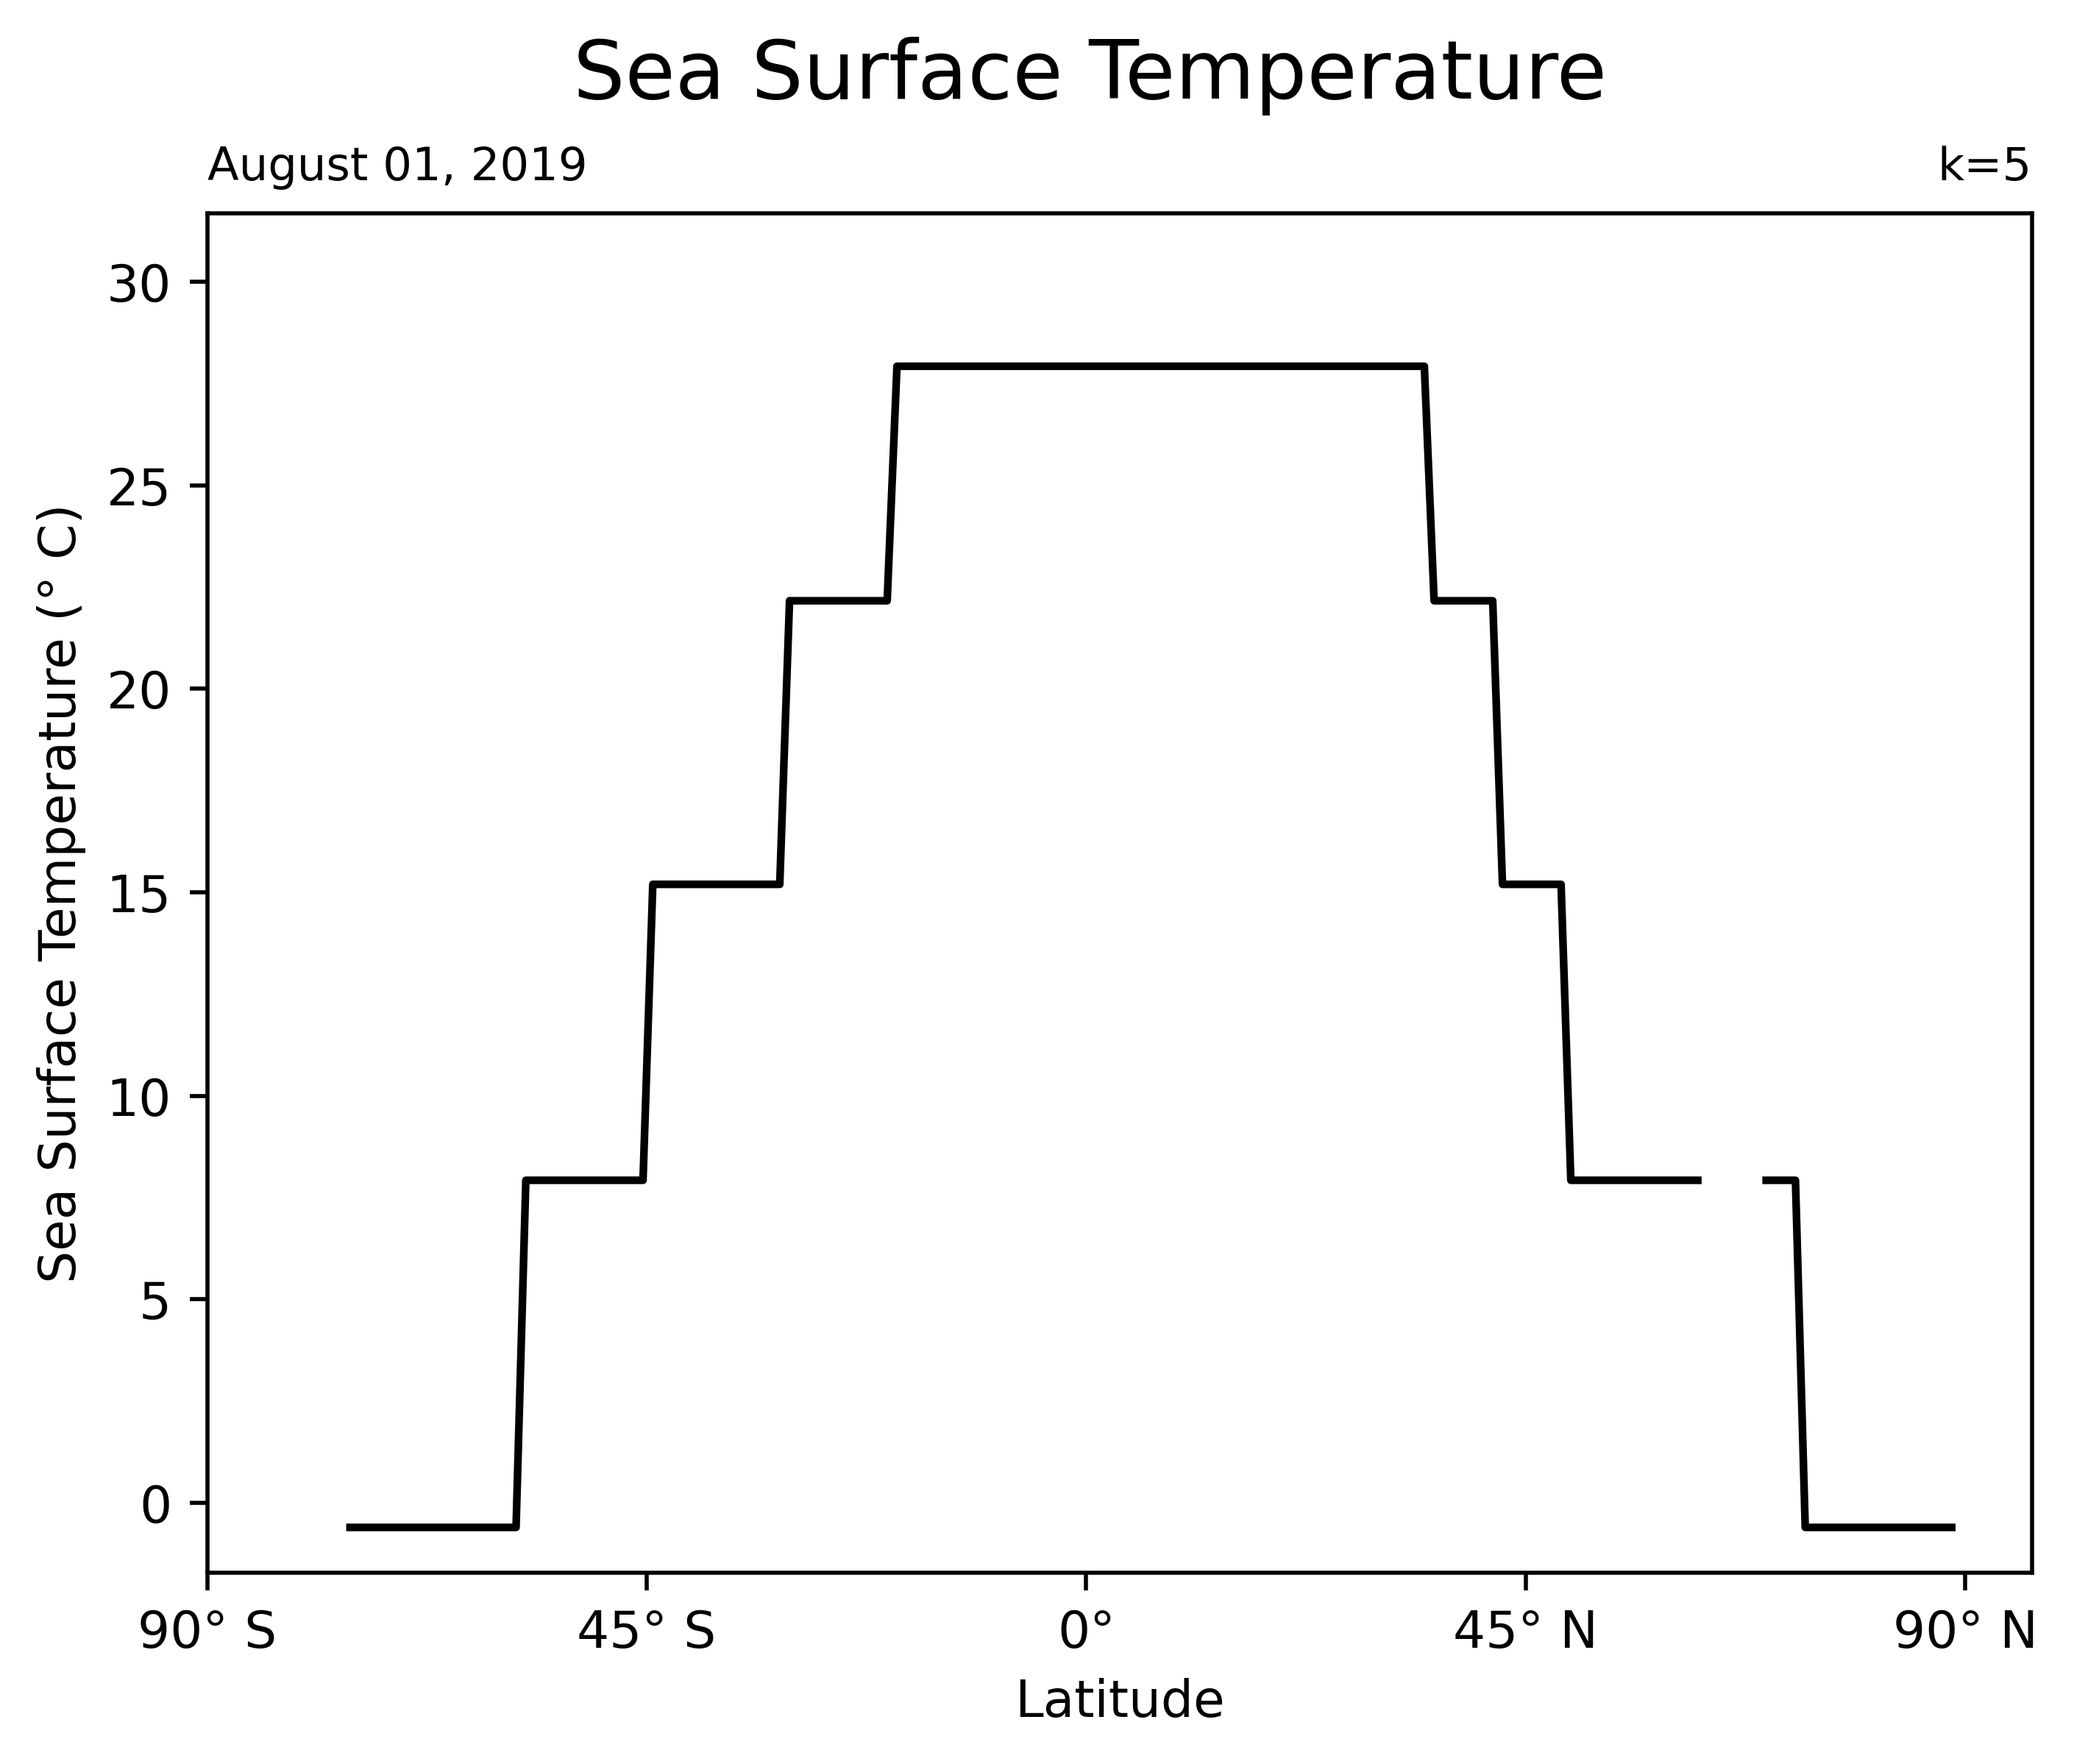 Sea Surface Temperature
August 01, 2019
k=5
30
25
20
15
10
5
0
Sea Surface Temperature (° C)
90° S
45° S
0°
45° N
90° N
Latitude